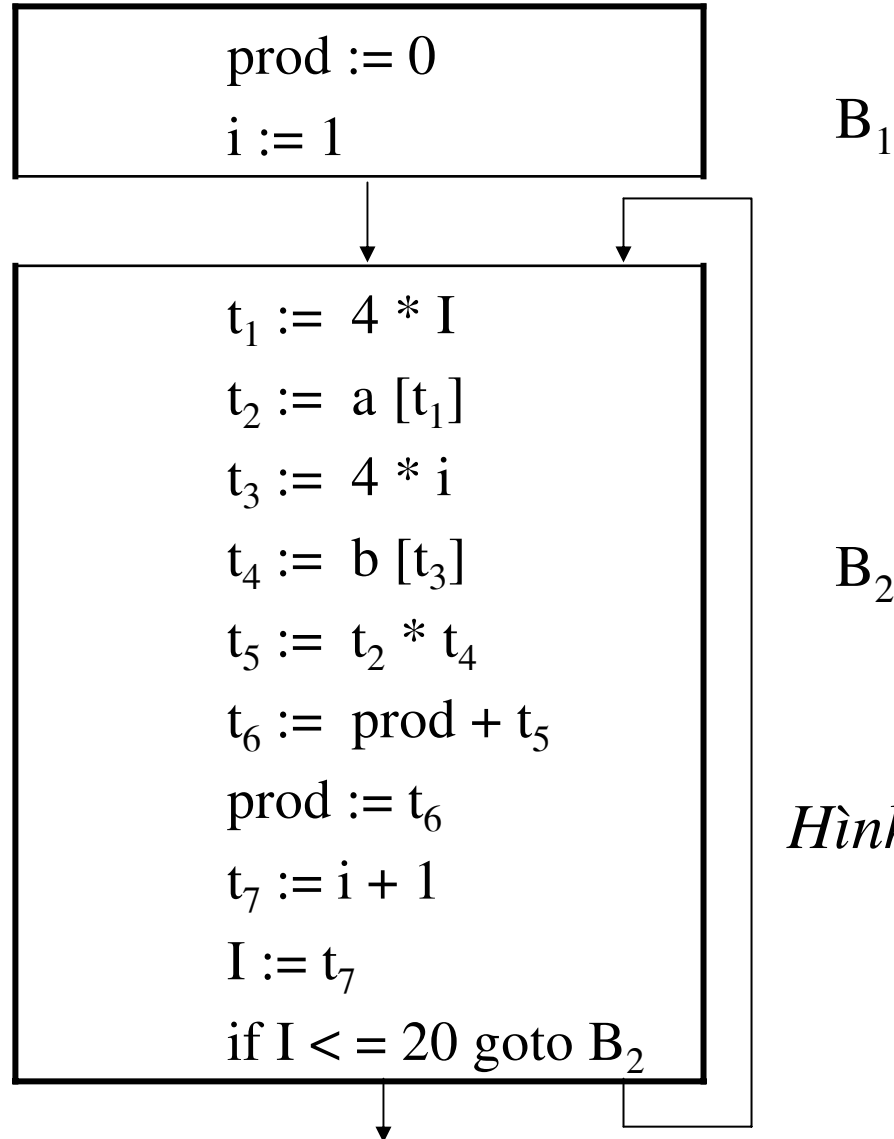 prod := 0
i := 1
B₁
t₁ := 4 * I
t₂ := a [t₁]
t₃ := 4 * i
t₄ := b [t₃]
B₂
t₅ := t₂ * t₄
t₆ := prod + t₅
prod := t₆
Hình
t₇ := i + 1
I := t₇
if I < = 20 goto B₂